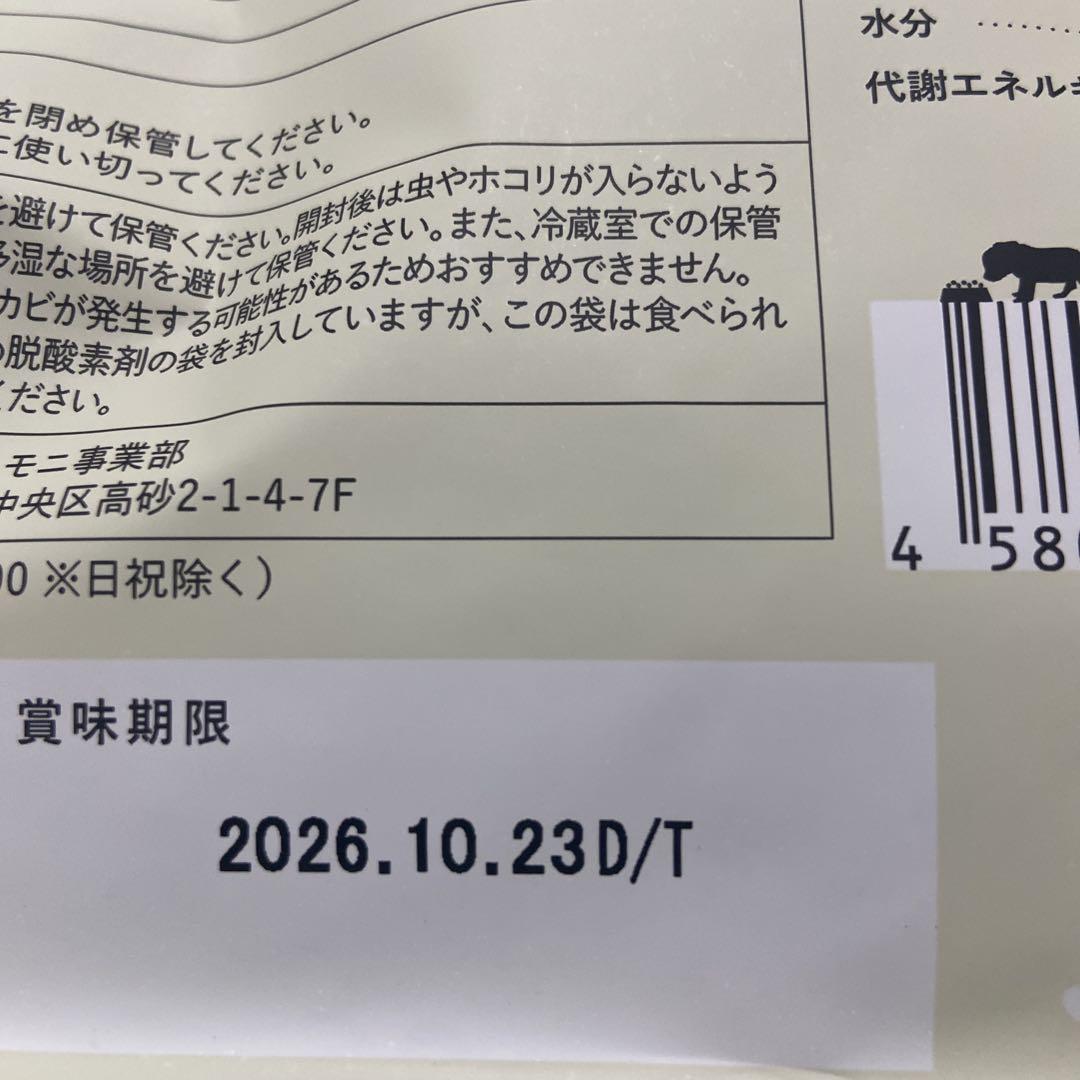 水分 ........
代謝エネルギ
を閉め保管してください。
に使い切ってください。
を避けて保管ください。開封後は虫やホコリが入らないよう
多湿な場所を避けて保管ください。また、冷蔵室での保管
カビが発生する可能性があるためおすすめできません。
の脱酸素剤の袋を封入していますが、この袋は食べられ
ください。
モニ事業部
中央区高砂2-1-4-7F
00 ※日祝除く）
4 580
賞味期限
2026.10.23D/T